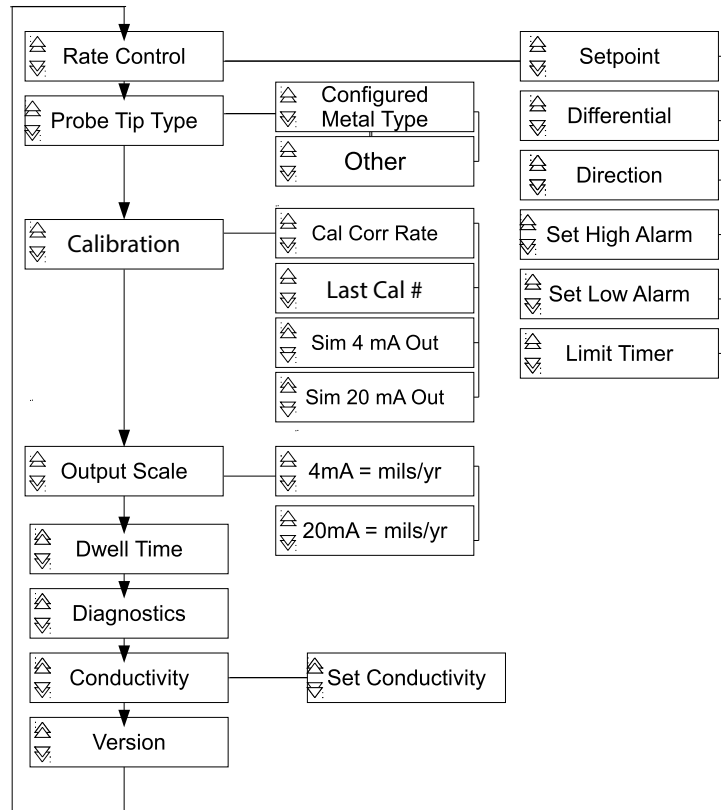 Rate Control
Setpoint
Probe Tip Type
Configured
Metal Type
Other
Differential
Direction
Calibration
Cal Corr Rate
Last Cal #
Sim 4 mA Out
Sim 20 mA Out
Set High Alarm
Set Low Alarm
Limit Timer
Output Scale
4mA = mils/yr
20mA = mils/yr
Dwell Time
Diagnostics
Conductivity
Set Conductivity
Version